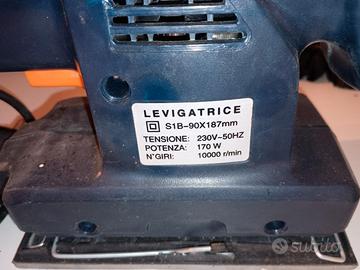 LEVIGATRICE
S1B-90X187mm
TENSIONE: 230V~50HZ
POTENZA: 170 W
N°GIRI: 10000 r/min
subito